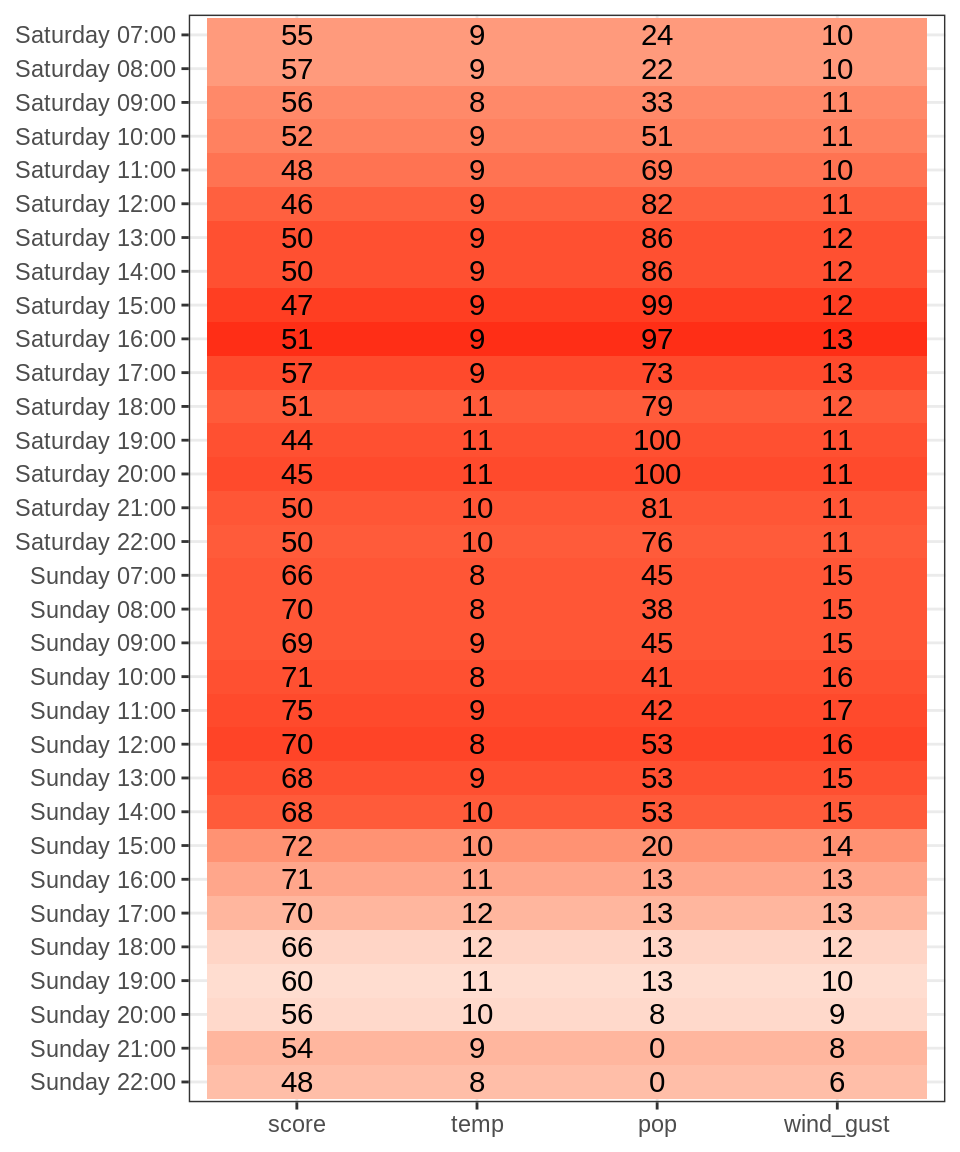 Saturday 07:00 55 9 24 10
Saturday 08:00 57 9 22 10
Saturday 09:00 56 8 33 11
Saturday 10:00 52 9 51 11
Saturday 11:00 48 9 69 10
Saturday 12:00 46 9 82 11
Saturday 13:00 50 9 86 12
Saturday 14:00 50 9 86 12
Saturday 15:00 47 9 99 12
Saturday 16:00 51 9 97 13
Saturday 17:00 57 9 73 13
Saturday 18:00 51 11 79 12
Saturday 19:00 44 11 100 11
Saturday 20:00 45 11 100 11
Saturday 21:00 50 10 81 11
Saturday 22:00 50 10 76 11
Sunday 07:00 66 8 45 15
Sunday 08:00 70 8 38 15
Sunday 09:00 69 9 45 15
Sunday 10:00 71 8 41 16
Sunday 11:00 75 9 42 17
Sunday 12:00 70 8 53 16
Sunday 13:00 68 9 53 15
Sunday 14:00 68 10 53 15
Sunday 15:00 72 10 20 14
Sunday 16:00 71 11 13 13
Sunday 17:00 70 12 13 13
Sunday 18:00 66 12 13 12
Sunday 19:00 60 11 13 10
Sunday 20:00 56 10 8 9
Sunday 21:00 54 9 0 8
Sunday 22:00 48 8 0 6
score temp pop wind_gust